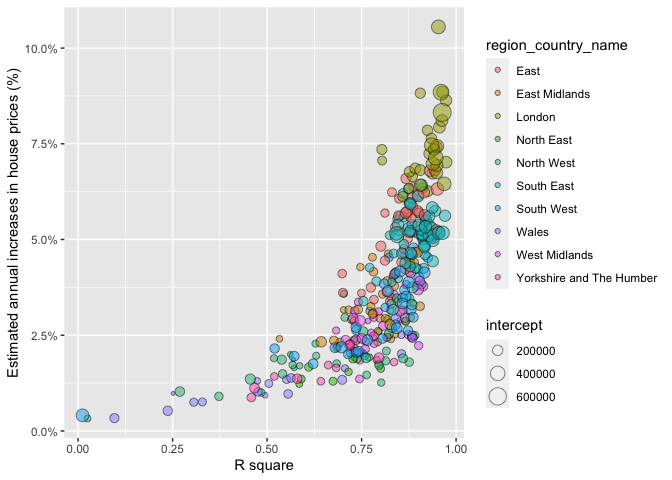 10.0%
7.5%
5.0%
2.5%
0.0%
Estimated annual increases in house prices (%)
0.00 0.25 0.50 0.75 1.00
R square
region_country_name
East
East Midlands
London
North East
North West
South East
South West
Wales
West Midlands
Yorkshire and The Humber
intercept
200000
400000
600000